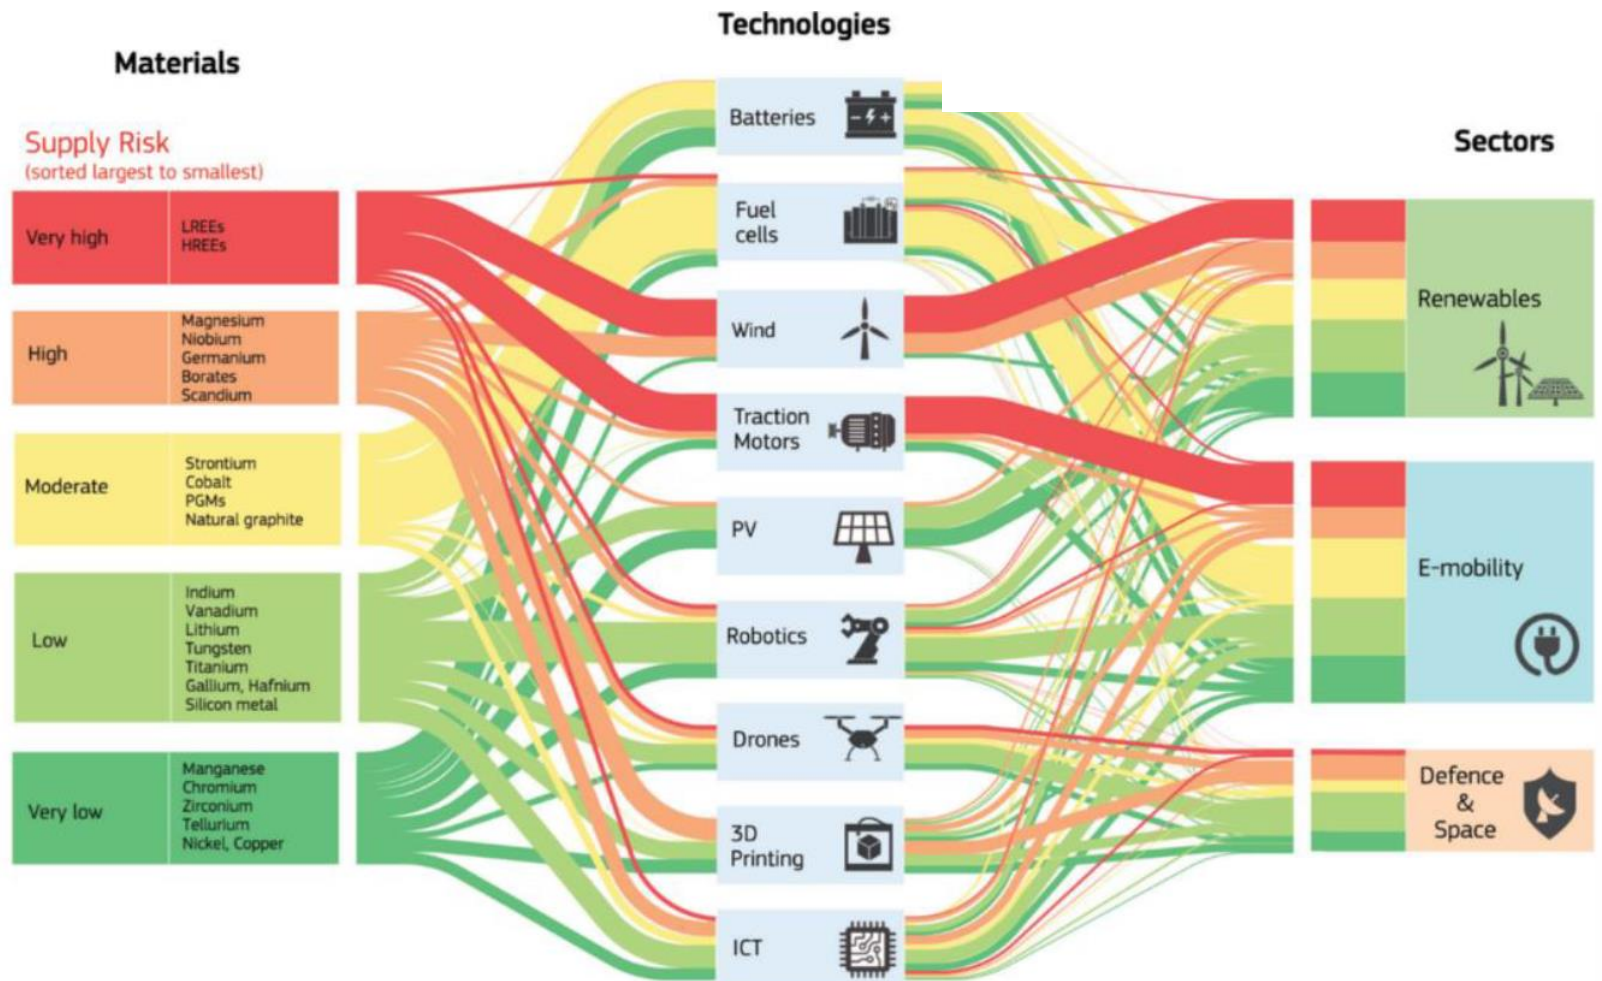 Technologies
Materials
Supply Risk
(sorted largest to smallest)
Very high
LREEs
HREEs
High
Magnesium
Niobium
Germanium
Borates
Scandium
Moderate
Strontium
Cobalt
PGMs
Natural graphite
Low
Indium
Vanadium
Lithium
Tungsten
Titanium
Gallium, Hafnium
Silicon metal
Very low
Manganese
Chromium
Zirconium
Tellurium
Nickel, Copper
Batteries
Fuel
cells
Wind
Traction
Motors
PV
Robotics
Drones
3D
Printing
ICT
Sectors
Renewables
E-mobility
Defence
&
Space